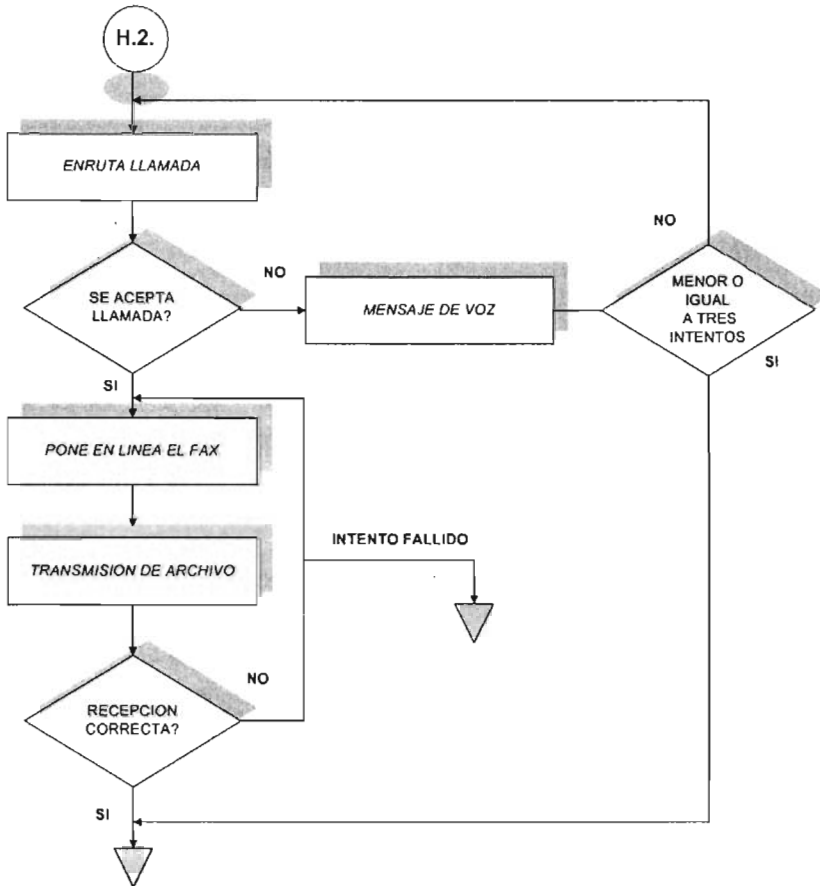 H.2.
ENRUTA LLAMADA
NO
SE ACEPTA
LLAMADA?
NO
MENSAJE DE VOZ
MENOR O
IGUAL
A TRES
INTENTOS
SI
SI
PONE EN LINEA EL FAX
INTENTO FALLIDO
TRANSMISION DE ARCHIVO
NO
RECEPCION
CORRECTA?
SI